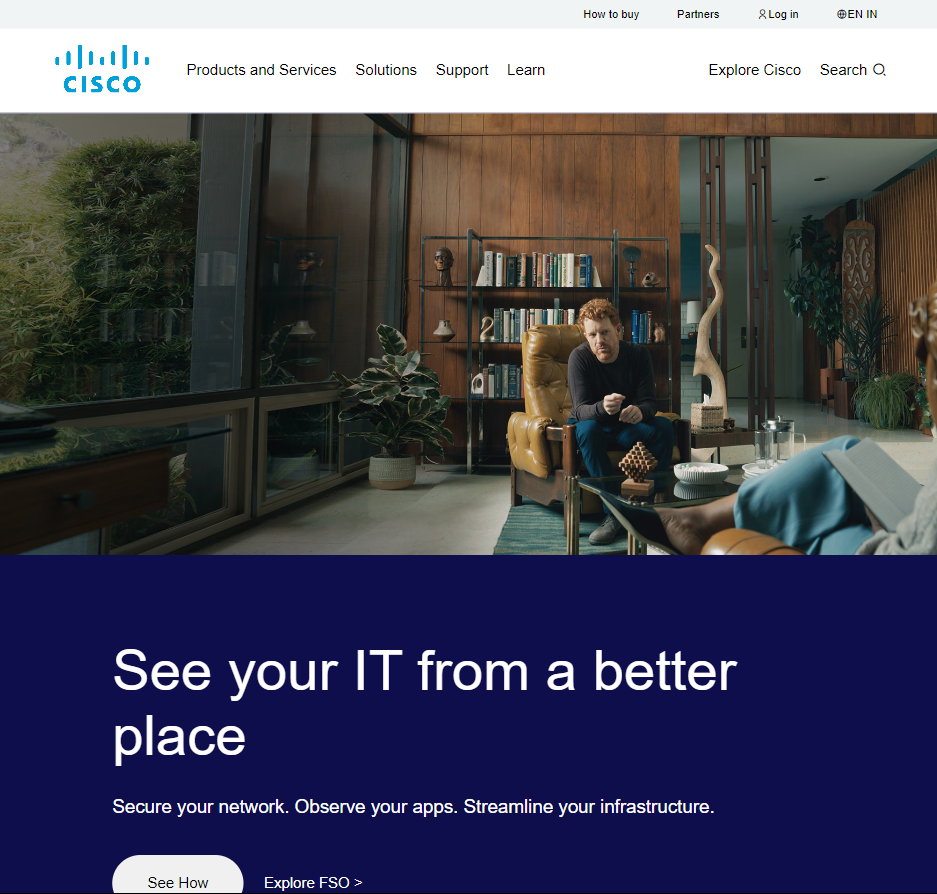 How to buy
Partners
Log in
EN IN
CISCO
Products and Services
Solutions
Support
Learn
Explore Cisco
Search
See your IT from a better
place
Secure your network. Observe your apps. Streamline your infrastructure.
See How
Explore FSO >